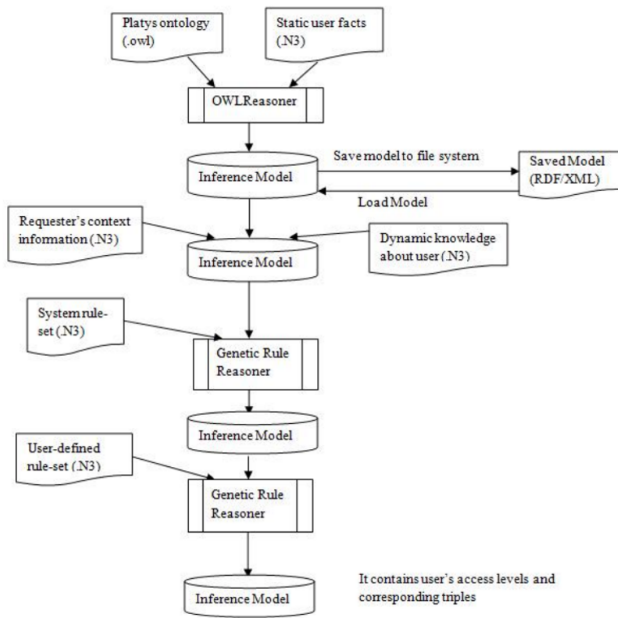 Platys ontology
(.owl)
Static user facts
(.N3)
OWLReasoner
Inference Model
Save model to file system
Saved Model
(RDF/XML)
Load Model
Requester's context
information (.N3)
Inference Model
Dynamic knowledge
about user (.N3)
System rule-
set (.N3)
Genetic Rule
Reasoner
Inference Model
User-defined
rule-set (.N3)
Genetic Rule
Reasoner
Inference Model
It contains user's access levels and
corresponding triples